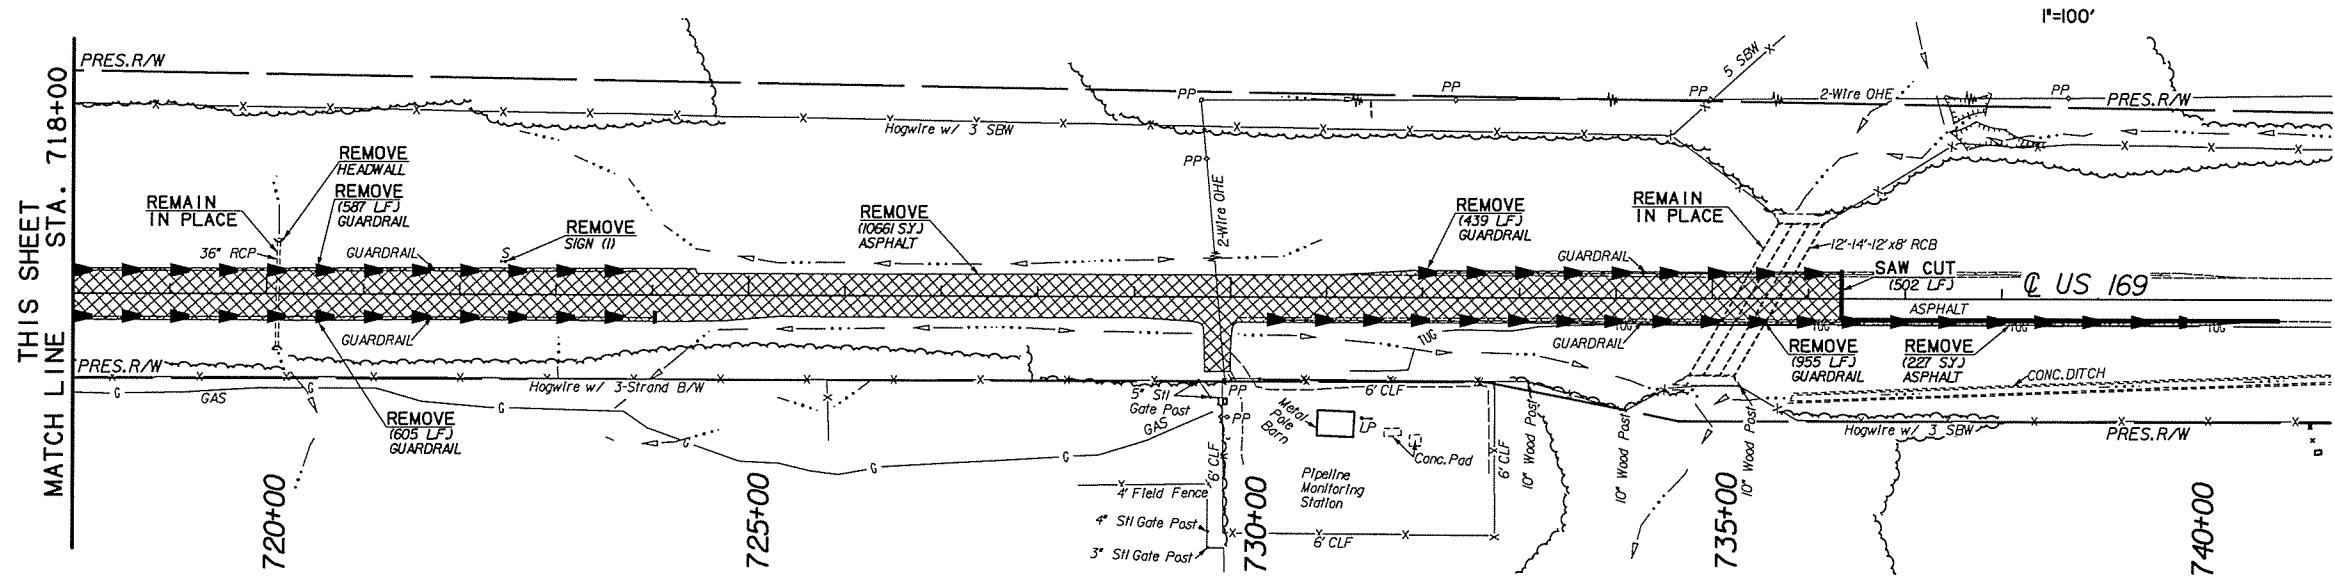 1"=100'
THIS SHEET
MATCH LINE STA. 718+00
PRES.R/W
Hogwire w/ 3 SBW
PP
PP
PP
5 SBW
2-Wire OHE
PP
PRES.R/W
PP
2-Wire OHE
REMOVE
HEADWALL
REMOVE
(587 LF)
GUARDRAIL
REMAIN
IN PLACE
36" RCP
GUARDRAIL
S
REMOVE
SIGN (1)
REMOVE
(10661 S.Y.)
ASPHALT
REMOVE
(439 LF)
GUARDRAIL
GUARDRAIL
REMAIN
IN PLACE
12'-14'-12'x8' RCB
SAW CUT
(502 LF)
℄ US 169
ASPHALT
GUARDRAIL
TUG
TUG
TUG
TUG
TUG
GUARDRAIL
REMOVE
(955 LF)
GUARDRAIL
REMOVE
(227 S.Y.)
ASPHALT
CONC.DITCH
PRES.R/W
Hogwire w/ 3-Strand B/W
GAS
G
G
G
G
G
REMOVE
(605 LF)
GUARDRAIL
5" Stl
Gate Post
GAS
PP
PP
6' CLF
6' CLF
Metal
Pole
Barn
LP
Conc.Pad
Pipeline
Monitoring
Station
6' CLF
10" Wood Post
10" Wood Post
10" Wood Post
Hogwire w/ 3 SBW
PRES.R/W
4' Field Fence
4" Stl Gate Post
3" Stl Gate Post
6' CLF
720+00
725+00
730+00
735+00
740+00